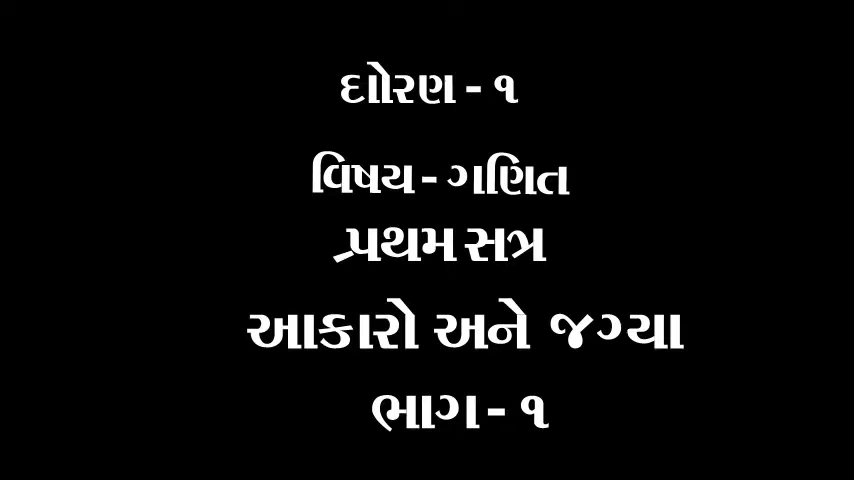 દાોરણ - ૧
વિષય - ગણિત
પ્રથમ સત્ર
આકારો અને જગ્યા
ભાગ - ૧